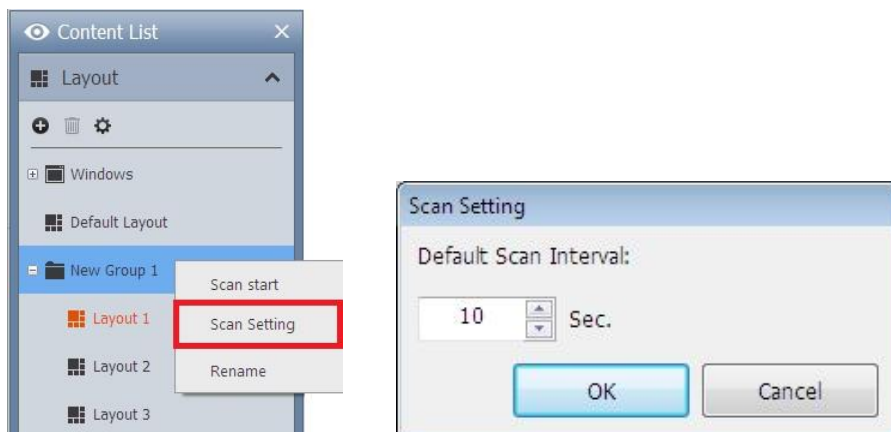 Content List
Layout
Windows
Default Layout
New Group 1
Layout 1
Layout 2
Layout 3
Scan start
Scan Setting
Rename
Scan Setting
Default Scan Interval:
10 Sec.
OK Cancel